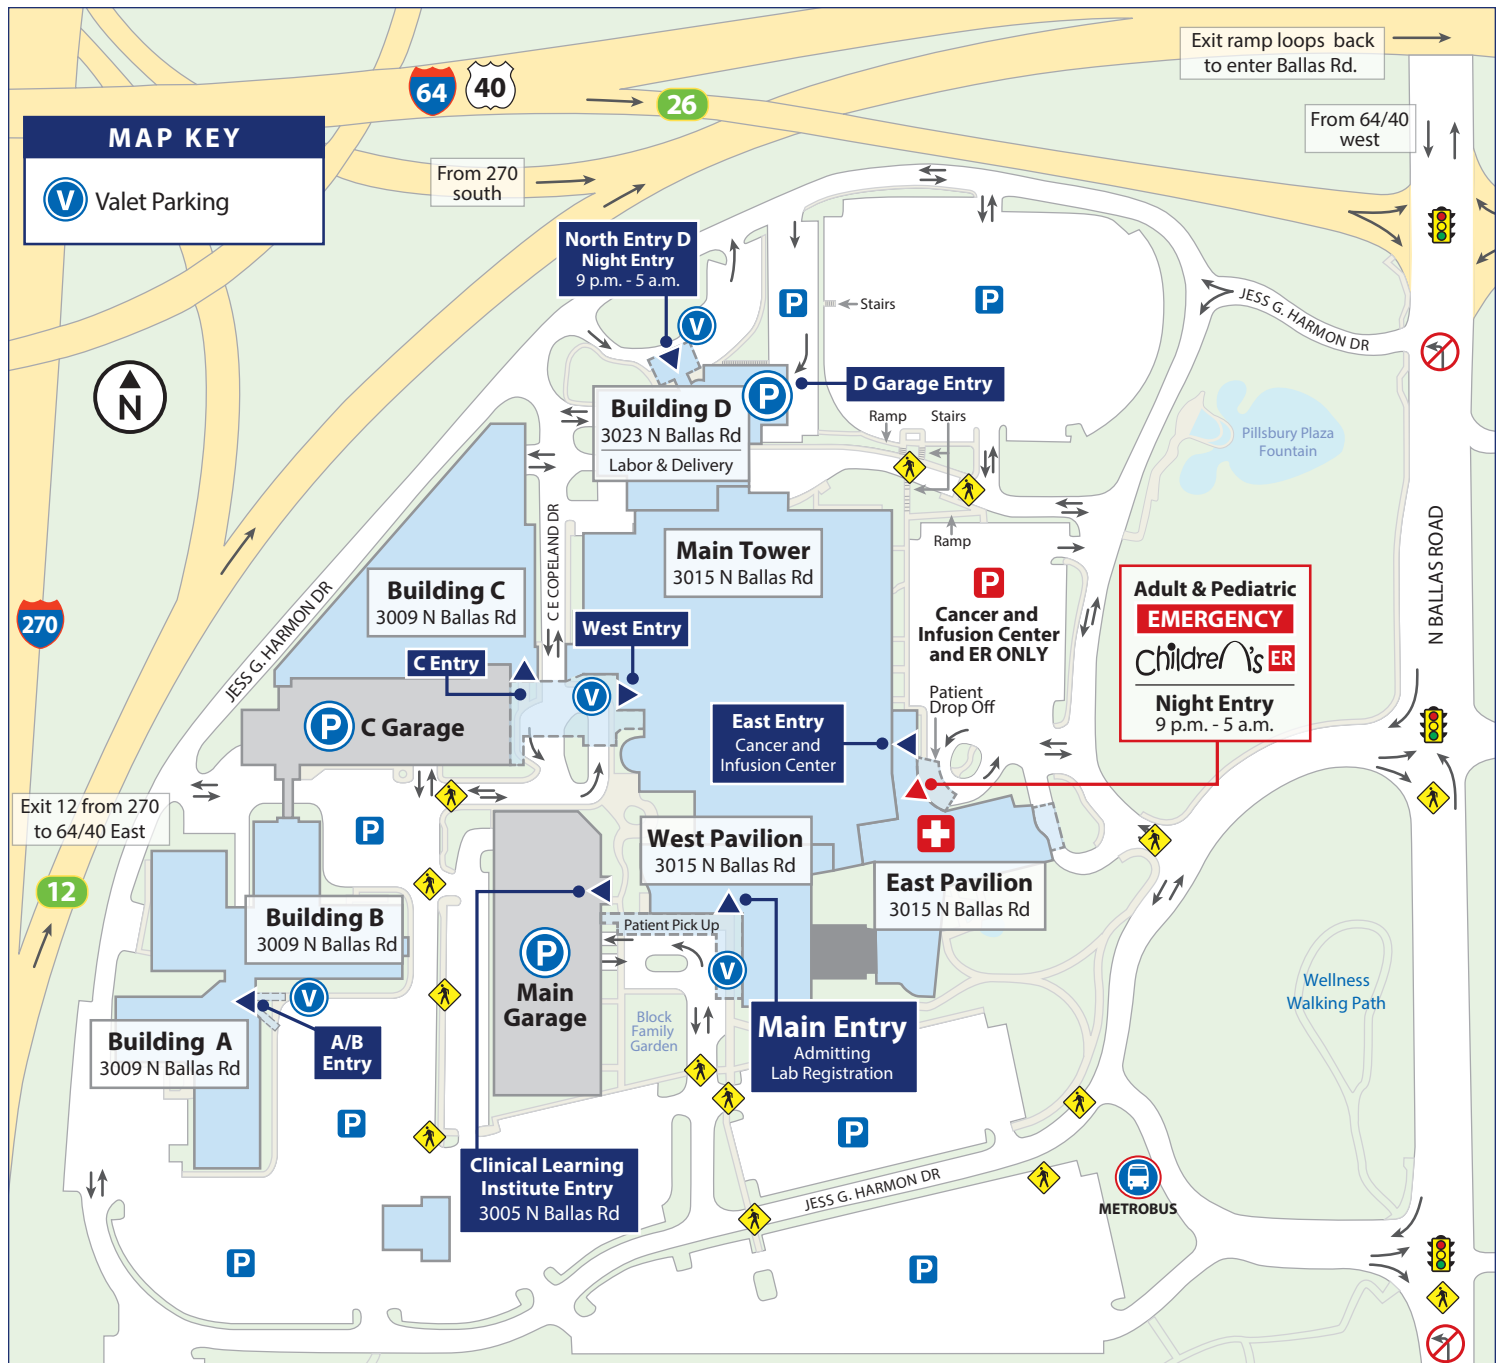 Exit ramp loops back
to enter Ballas Rd.
64
40
26
MAP KEY
V
Valet Parking
From 64/40
west
From 270
south
North Entry D
Night Entry
9 p.m. - 5 a.m.
V
P
Stairs
P
JESS G. HARMON DR
N
D Garage Entry
P
Building D
3023 N Ballas Rd
Labor & Delivery
Ramp
Stairs
Pillsbury Plaza
Fountain
C E COPELAND DR
Ramp
N BALLAS ROAD
Main Tower
3015 N Ballas Rd
Building C
3009 N Ballas Rd
P
Cancer and
Infusion Center
and ER ONLY
Adult & Pediatric
EMERGENCY
Children's ER
Night Entry
9 p.m. - 5 a.m.
270
JESS G. HARMON DR
West Entry
C Entry
V
P
C Garage
Patient
Drop Off
East Entry
Cancer and
Infusion Center
Exit 12 from 270
to 64/40 East
P
West Pavilion
3015 N Ballas Rd
East Pavilion
3015 N Ballas Rd
12
Building B
3009 N Ballas Rd
Patient Pick Up
P
Main
Garage
V
V
Wellness
Walking Path
Block
Family
Garden
Main Entry
Admitting
Lab Registration
Building A
3009 N Ballas Rd
A/B
Entry
P
P
Clinical Learning
Institute Entry
3005 N Ballas Rd
JESS G. HARMON DR
METROBUS
P
P